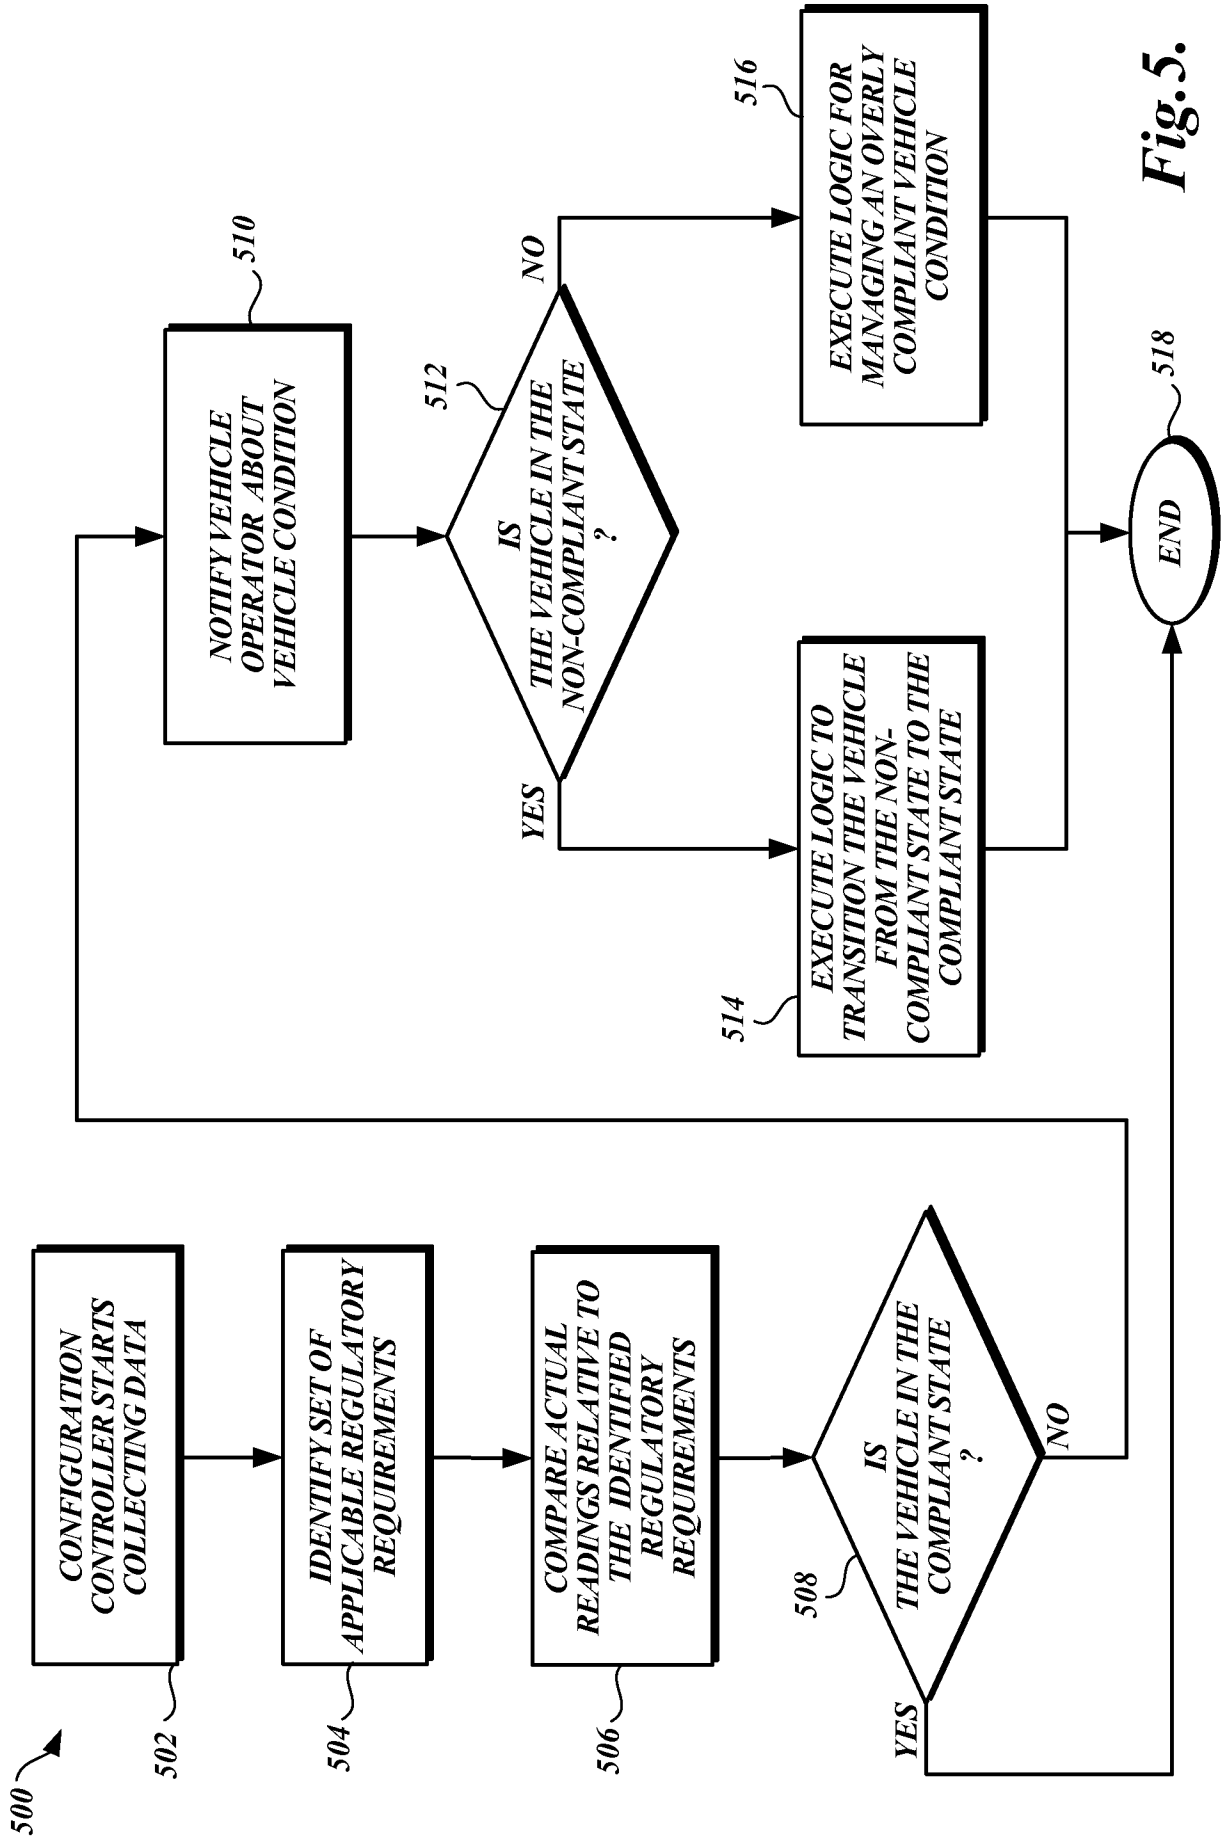 500
502
CONFIGURATION
CONTROLLER STARTS
COLLECTING DATA
504
IDENTIFY SET OF
APPLICABLE REGULATORY
REQUIREMENTS
506
COMPARE ACTUAL
READINGS RELATIVE TO
THE IDENTIFIED
REGULATORY
REQUIREMENTS
508
IS
THE VEHICLE IN THE
COMPLIANT STATE
?
YES
NO
510
NOTIFY VEHICLE
OPERATOR ABOUT
VEHICLE CONDITION
512
IS
THE VEHICLE IN THE
NON-COMPLIANT STATE
?
YES
NO
514
EXECUTE LOGIC TO
TRANSITION THE VEHICLE
FROM THE NON-
COMPLIANT STATE TO THE
COMPLIANT STATE
516
EXECUTE LOGIC FOR
MANAGING AN OVERLY
COMPLIANT VEHICLE
CONDITION
518
END
Fig.5.